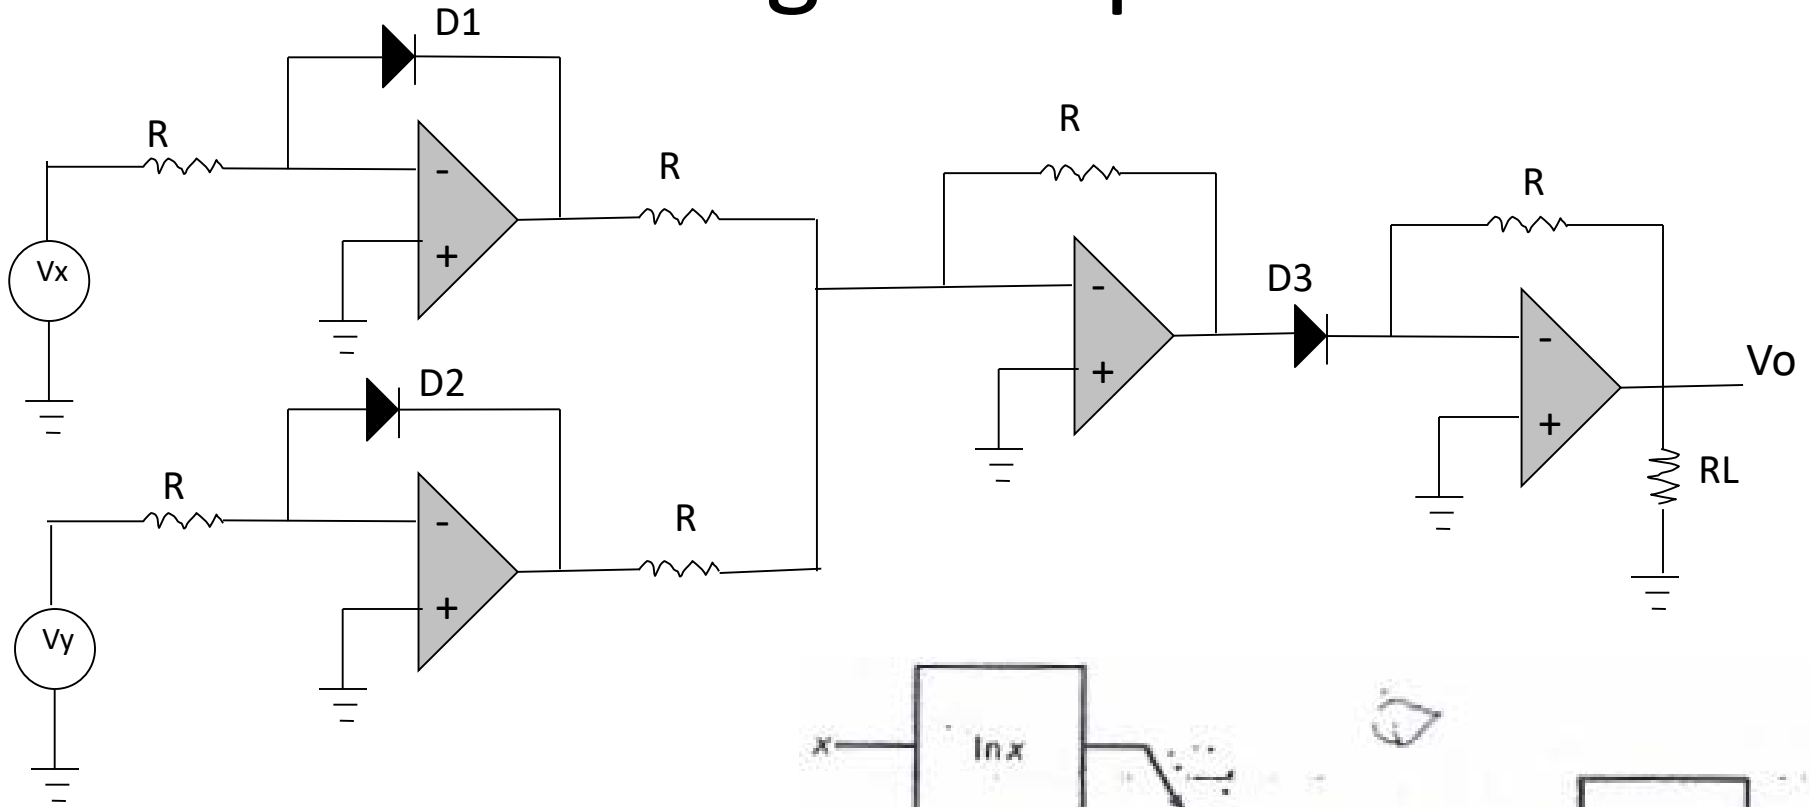 D1
R
-
+
Vx
R
D2
R
-
+
Vy
R
R
-
+
D3
R
-
+
Vo
RL
x
ln x